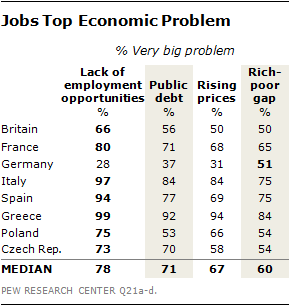 Jobs Top Economic Problem
% Very big problem
Lack of employment opportunities Public debt Rising prices Rich-poor gap
% % % %
Britain 66 56 50 50
France 80 71 68 65
Germany 28 37 31 51
Italy 97 84 84 75
Spain 94 77 69 75
Greece 99 92 94 84
Poland 75 53 66 54
Czech Rep. 73 70 58 54
MEDIAN 78 71 67 60
PEW RESEARCH CENTER Q21a-d.